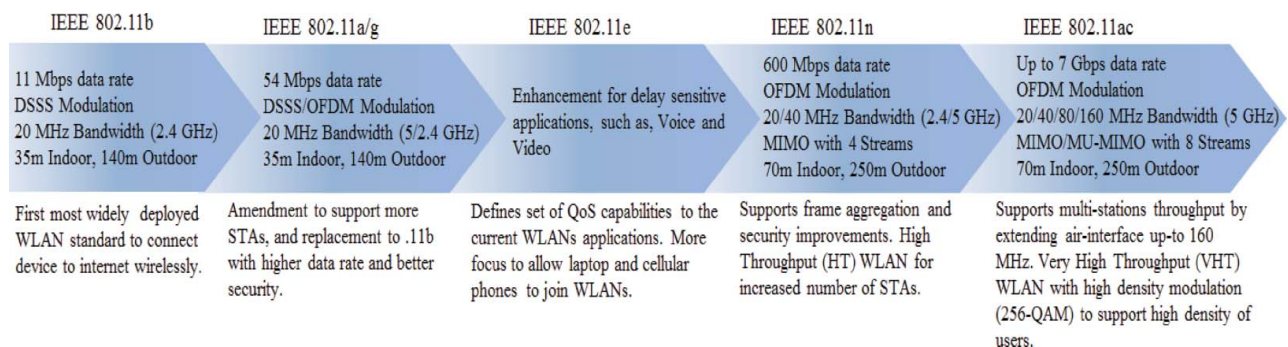 IEEE 802.11b
11 Mbps data rate
DSSS Modulation
20 MHz Bandwidth (2.4 GHz)
35m Indoor, 140m Outdoor
First most widely deployed
WLAN standard to connect
device to internet wirelessly.
IEEE 802.11a/g
54 Mbps data rate
DSSS/OFDM Modulation
20 MHz Bandwidth (5/2.4 GHz)
35m Indoor, 140m Outdoor
Amendment to support more
STAs, and replacement to .11b
with higher data rate and better
security.
IEEE 802.11e
Enhancement for delay sensitive
applications, such as, Voice and
Video
Defines set of QoS capabilities to the
current WLANs applications. More
focus to allow laptop and cellular
phones to join WLANs.
IEEE 802.11n
600 Mbps data rate
OFDM Modulation
20/40 MHz Bandwidth (2.4/5 GHz)
MIMO with 4 Streams
70m Indoor, 250m Outdoor
Supports frame aggregation and
security improvements. High
Throughput (HT) WLAN for
increased number of STAs.
IEEE 802.11ac
Up to 7 Gbps data rate
OFDM Modulation
20/40/80/160 MHz Bandwidth (5 GHz)
MIMO/MU-MIMO with 8 Streams
70m Indoor, 250m Outdoor
Supports multi-stations throughput by
extending air-interface up-to 160
MHz. Very High Throughput (VHT)
WLAN with high density modulation
(256-QAM) to support high density of
users.